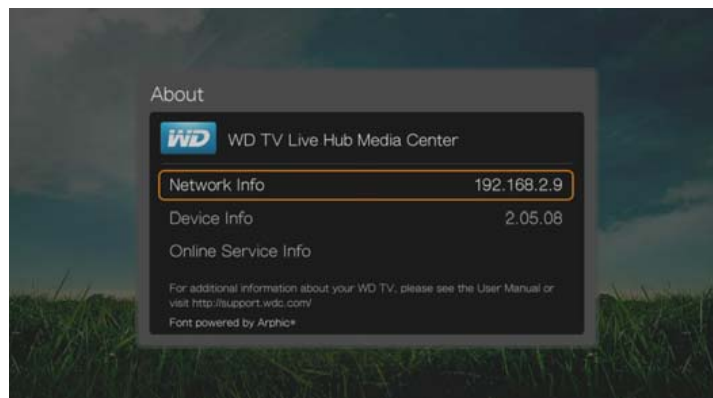 About
WD WD TV Live Hub Media Center
Network Info 192.168.2.9
Device Info 2.05.08
Online Service Info
For additional information about your WD TV, please see the User Manual or
visit http://support.wdc.com/
Font powered by Arphic+